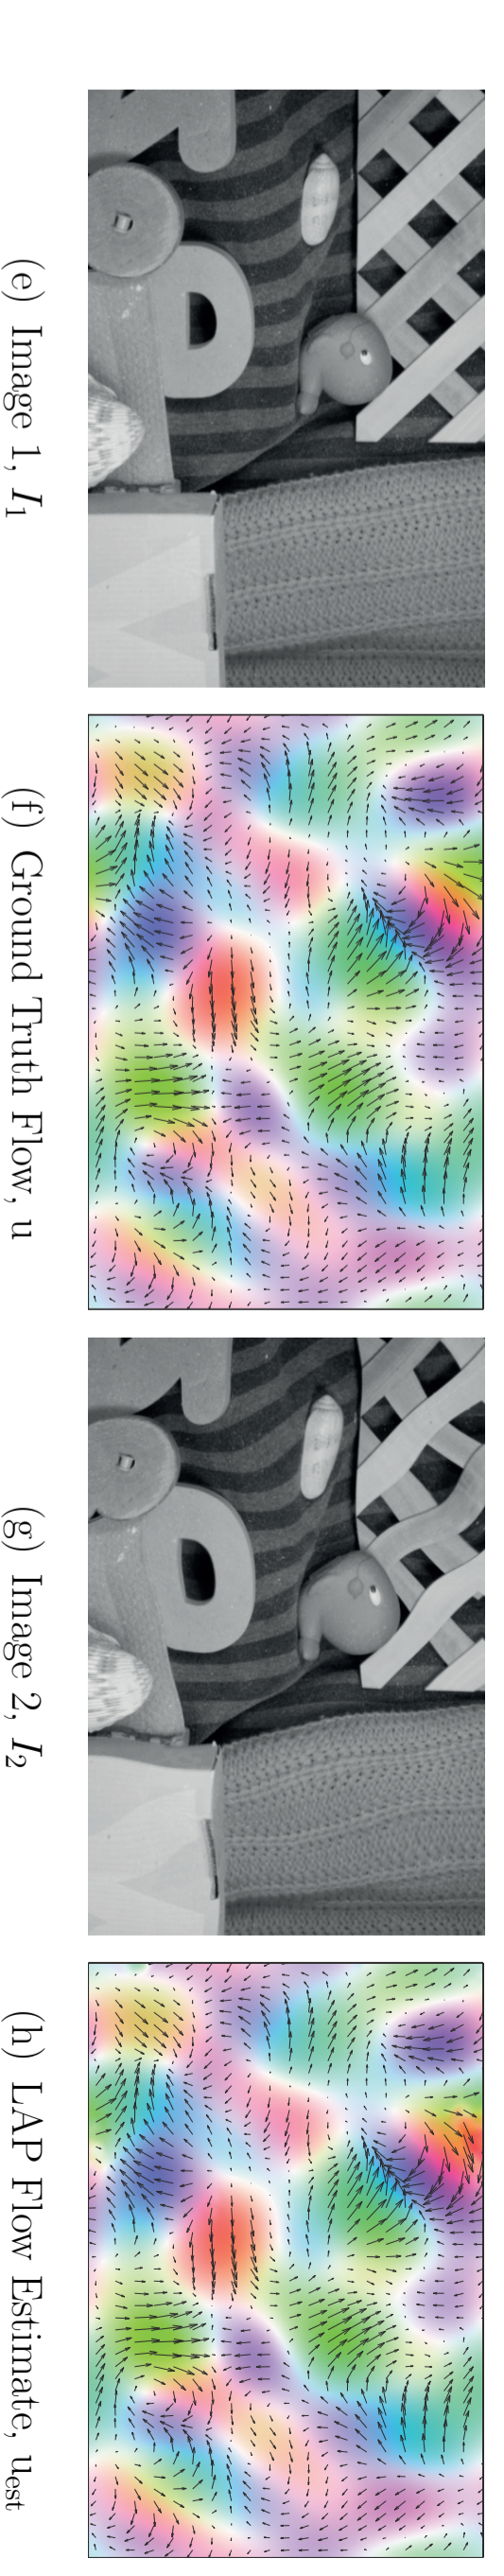 (e) Image 1, I₁
(f) Ground Truth Flow, u
(g) Image 2, I₂
(h) LAP Flow Estimate, uₑₛₜ